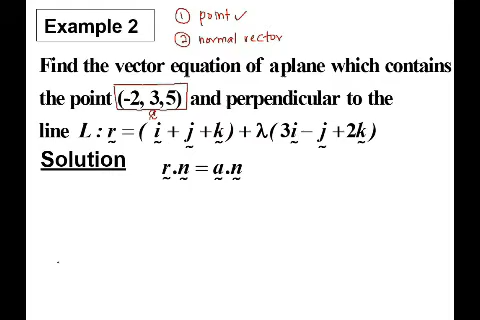 Example 2
① point ✓
② normal vector
Find the vector equation of a plane which contains
the point (-2, 3, 5) and perpendicular to the
a
line L : r = ( i + j + k ) + λ ( 3i – j + 2k )
Solution
r . n = a . n